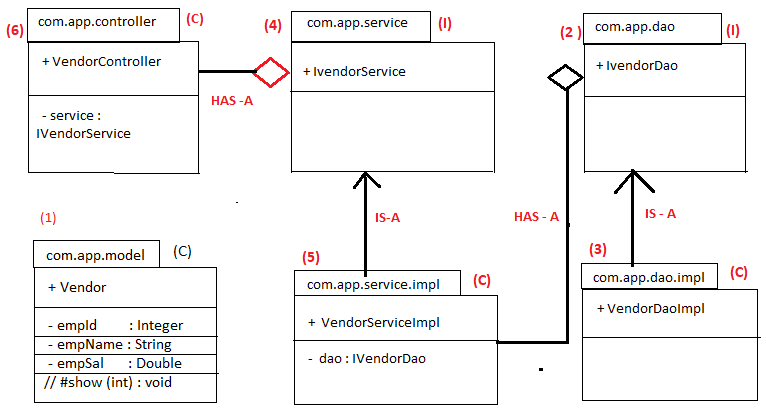 (6)
com.app.controller
(C)
+ VendorController
- service :
IVendorService
HAS -A
(4)
com.app.service
(I)
+ IvendorService
(2)
com.app.dao
(I)
+ IvendorDao
IS-A
HAS - A
IS - A
(1)
com.app.model
(C)
+ Vendor
- empId : Integer
- empName : String
- empSal : Double
// #show (int) : void
(5)
com.app.service.impl
(C)
+ VendorServiceImpl
- dao : IVendorDao
(3)
com.app.dao.impl
(C)
+ VendorDaoImpl